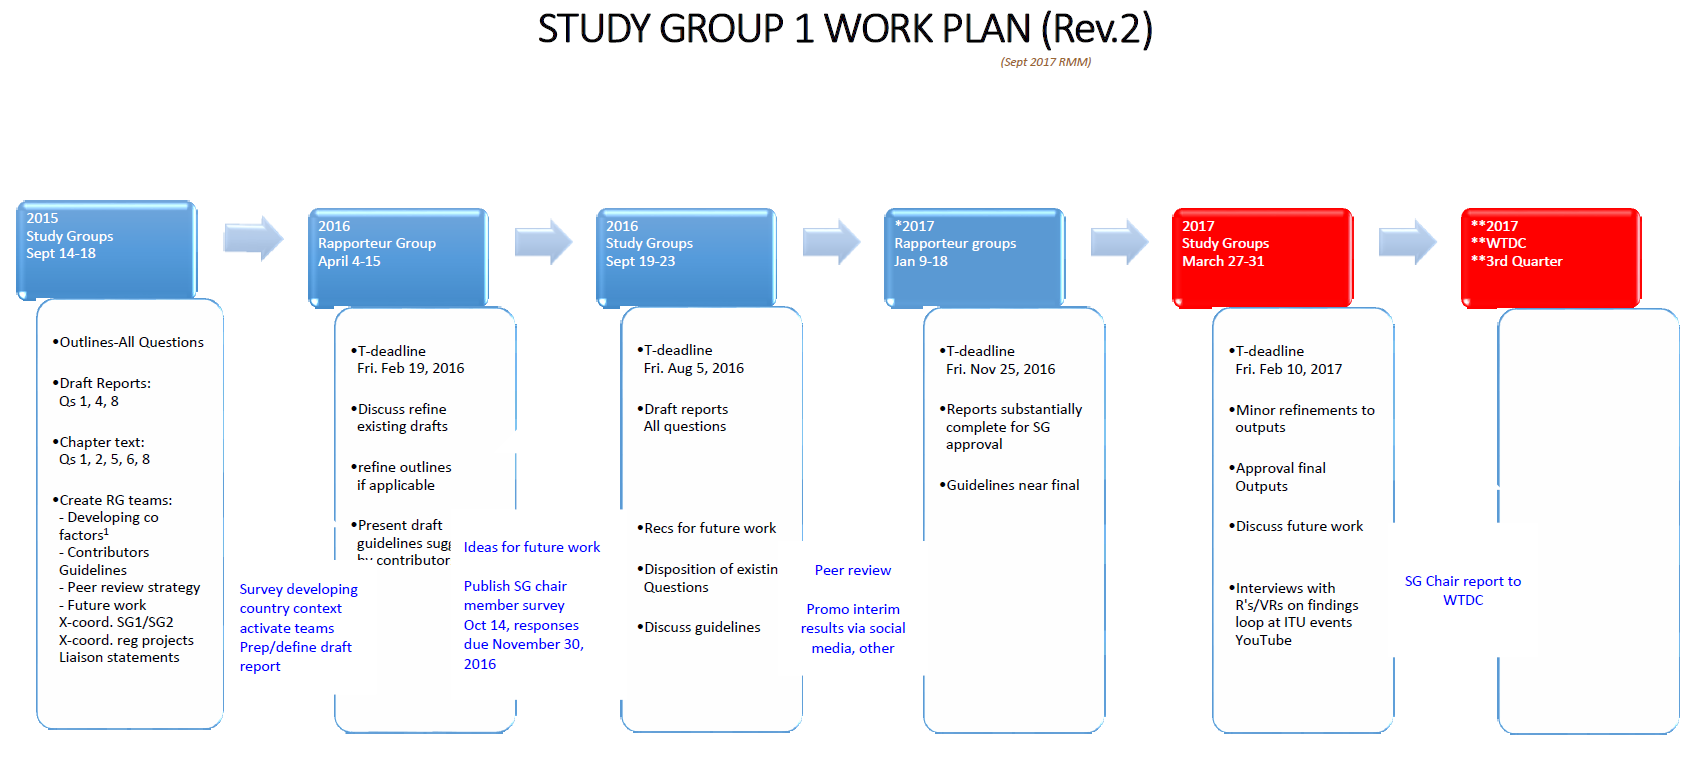 STUDY GROUP 1 WORK PLAN (Rev.2)
(Sept 2017 RMM)
2015
Study Groups
Sept 14-18
•Outlines-All Questions
•Draft Reports:
Qs 1, 4, 8
•Chapter text:
Qs 1, 2, 5, 6, 8
•Create RG teams:
- Developing co
factors¹
- Contributors
Guidelines
- Peer review strategy
- Future work
X-coord. SG1/SG2
X-coord. reg projects
Liaison statements
Survey developing
country context
activate teams
Prep/define draft
report
2016
Rapporteur Group
April 4-15
•T-deadline
Fri. Feb 19, 2016
•Discuss refine
existing drafts
•refine outlines
if applicable
•Present draft
guidelines sugg
by contributor
Ideas for future work
Publish SG chair
member survey
Oct 14, responses
due November 30,
2016
2016
Study Groups
Sept 19-23
•T-deadline
Fri. Aug 5, 2016
•Draft reports
All questions
•Recs for future work
•Disposition of existin
Questions
•Discuss guidelines
Peer review
Promo interim
results via social
media, other
*2017
Rapporteur groups
Jan 9-18
•T-deadline
Fri. Nov 25, 2016
•Reports substantially
complete for SG
approval
•Guidelines near final
2017
Study Groups
March 27-31
•T-deadline
Fri. Feb 10, 2017
•Minor refinements to
outputs
•Approval final
Outputs
•Discuss future work
•Interviews with
R's/VRs on findings
loop at ITU events
YouTube
SG Chair report to
WTDC
**2017
**WTDC
**3rd Quarter